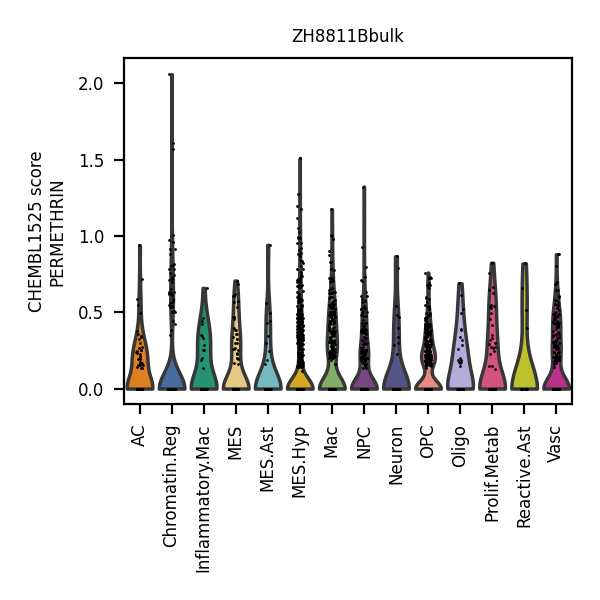 ZH8811Bbulk
CHEMBL1525 score
PERMETHRIN
2.0
1.5
1.0
0.5
0.0
AC
Chromatin.Reg
Inflammatory.Mac
MES
MES.Ast
MES.Hyp
Mac
NPC
Neuron
OPC
Oligo
Prolif.Metab
Reactive.Ast
Vasc